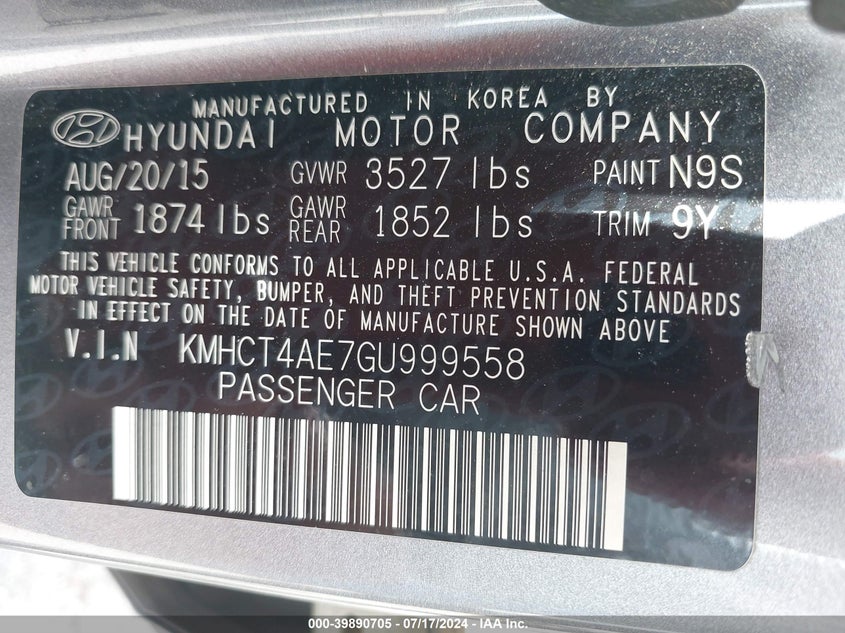 MANUFACTURED IN KOREA BY
HYUNDAI MOTOR COMPANY
AUG/20/15 GVWR 3527 lbs PAINT N9S
GAWR FRONT 1874 lbs GAWR REAR 1852 lbs TRIM 9Y
THIS VEHICLE CONFORMS TO ALL APPLICABLE U.S.A. FEDERAL
MOTOR VEHICLE SAFETY, BUMPER, AND THEFT PREVENTION STANDARDS
IN EFFECT ON THE DATE OF MANUFACTURE SHOWN ABOVE
V.I.N KMHCT4AE7GU999558
PASSENGER CAR
000-39890705 - 07/17/2024 - IAA Inc.